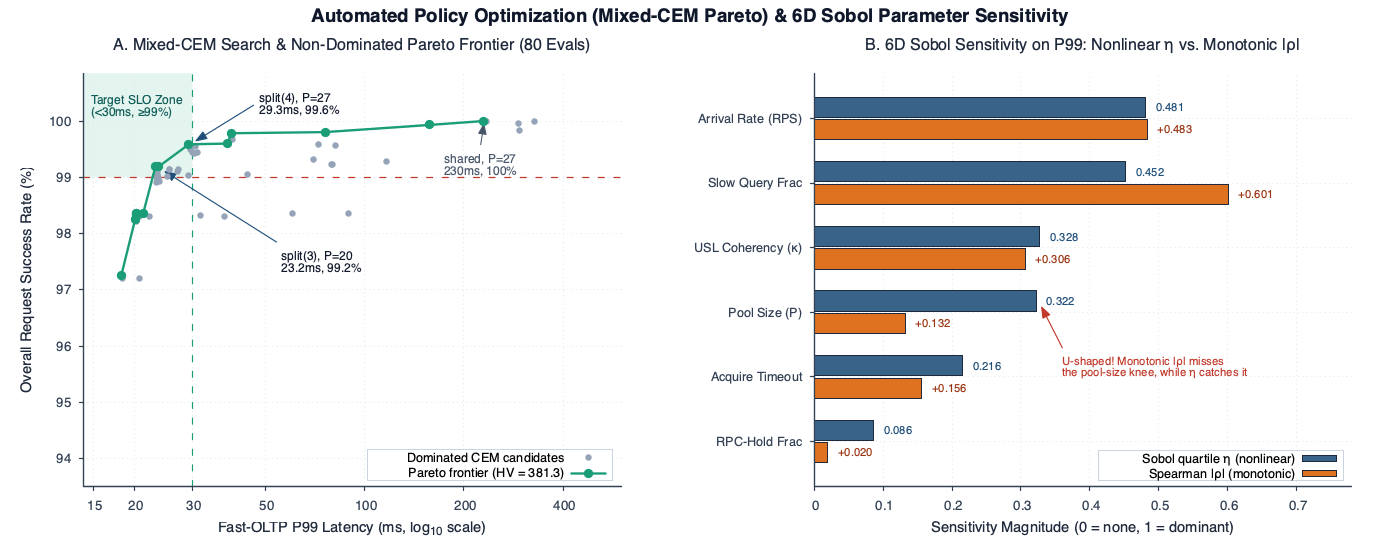 Automated Policy Optimization (Mixed-CEM Pareto) & 6D Sobol Parameter Sensitivity
A. Mixed-CEM Search & Non-Dominated Pareto Frontier (80 Evals)
Overall Request Success Rate (%)
100
99
98
97
96
95
94
Target SLO Zone
(<30ms, ≥99%)
split(4), P=27
29.3ms, 99.6%
shared, P=27
230ms, 100%
split(3), P=20
23.2ms, 99.2%
Dominated CEM candidates
Pareto frontier (HV = 381.3)
15 20 30 50 100 200 400
Fast-OLTP P99 Latency (ms, log₁₀ scale)
B. 6D Sobol Sensitivity on P99: Nonlinear η vs. Monotonic |ρ|
Arrival Rate (RPS)
0.481
+0.483
Slow Query Frac
0.452
+0.601
USL Coherency (κ)
0.328
+0.306
Pool Size (P)
0.322
+0.132
U-shaped! Monotonic |ρ| misses
the pool-size knee, while η catches it
Acquire Timeout
0.216
+0.156
RPC-Hold Frac
0.086
+0.020
Sobol quartile η (nonlinear)
Spearman |ρ| (monotonic)
0 0.1 0.2 0.3 0.4 0.5 0.6 0.7
Sensitivity Magnitude (0 = none, 1 = dominant)